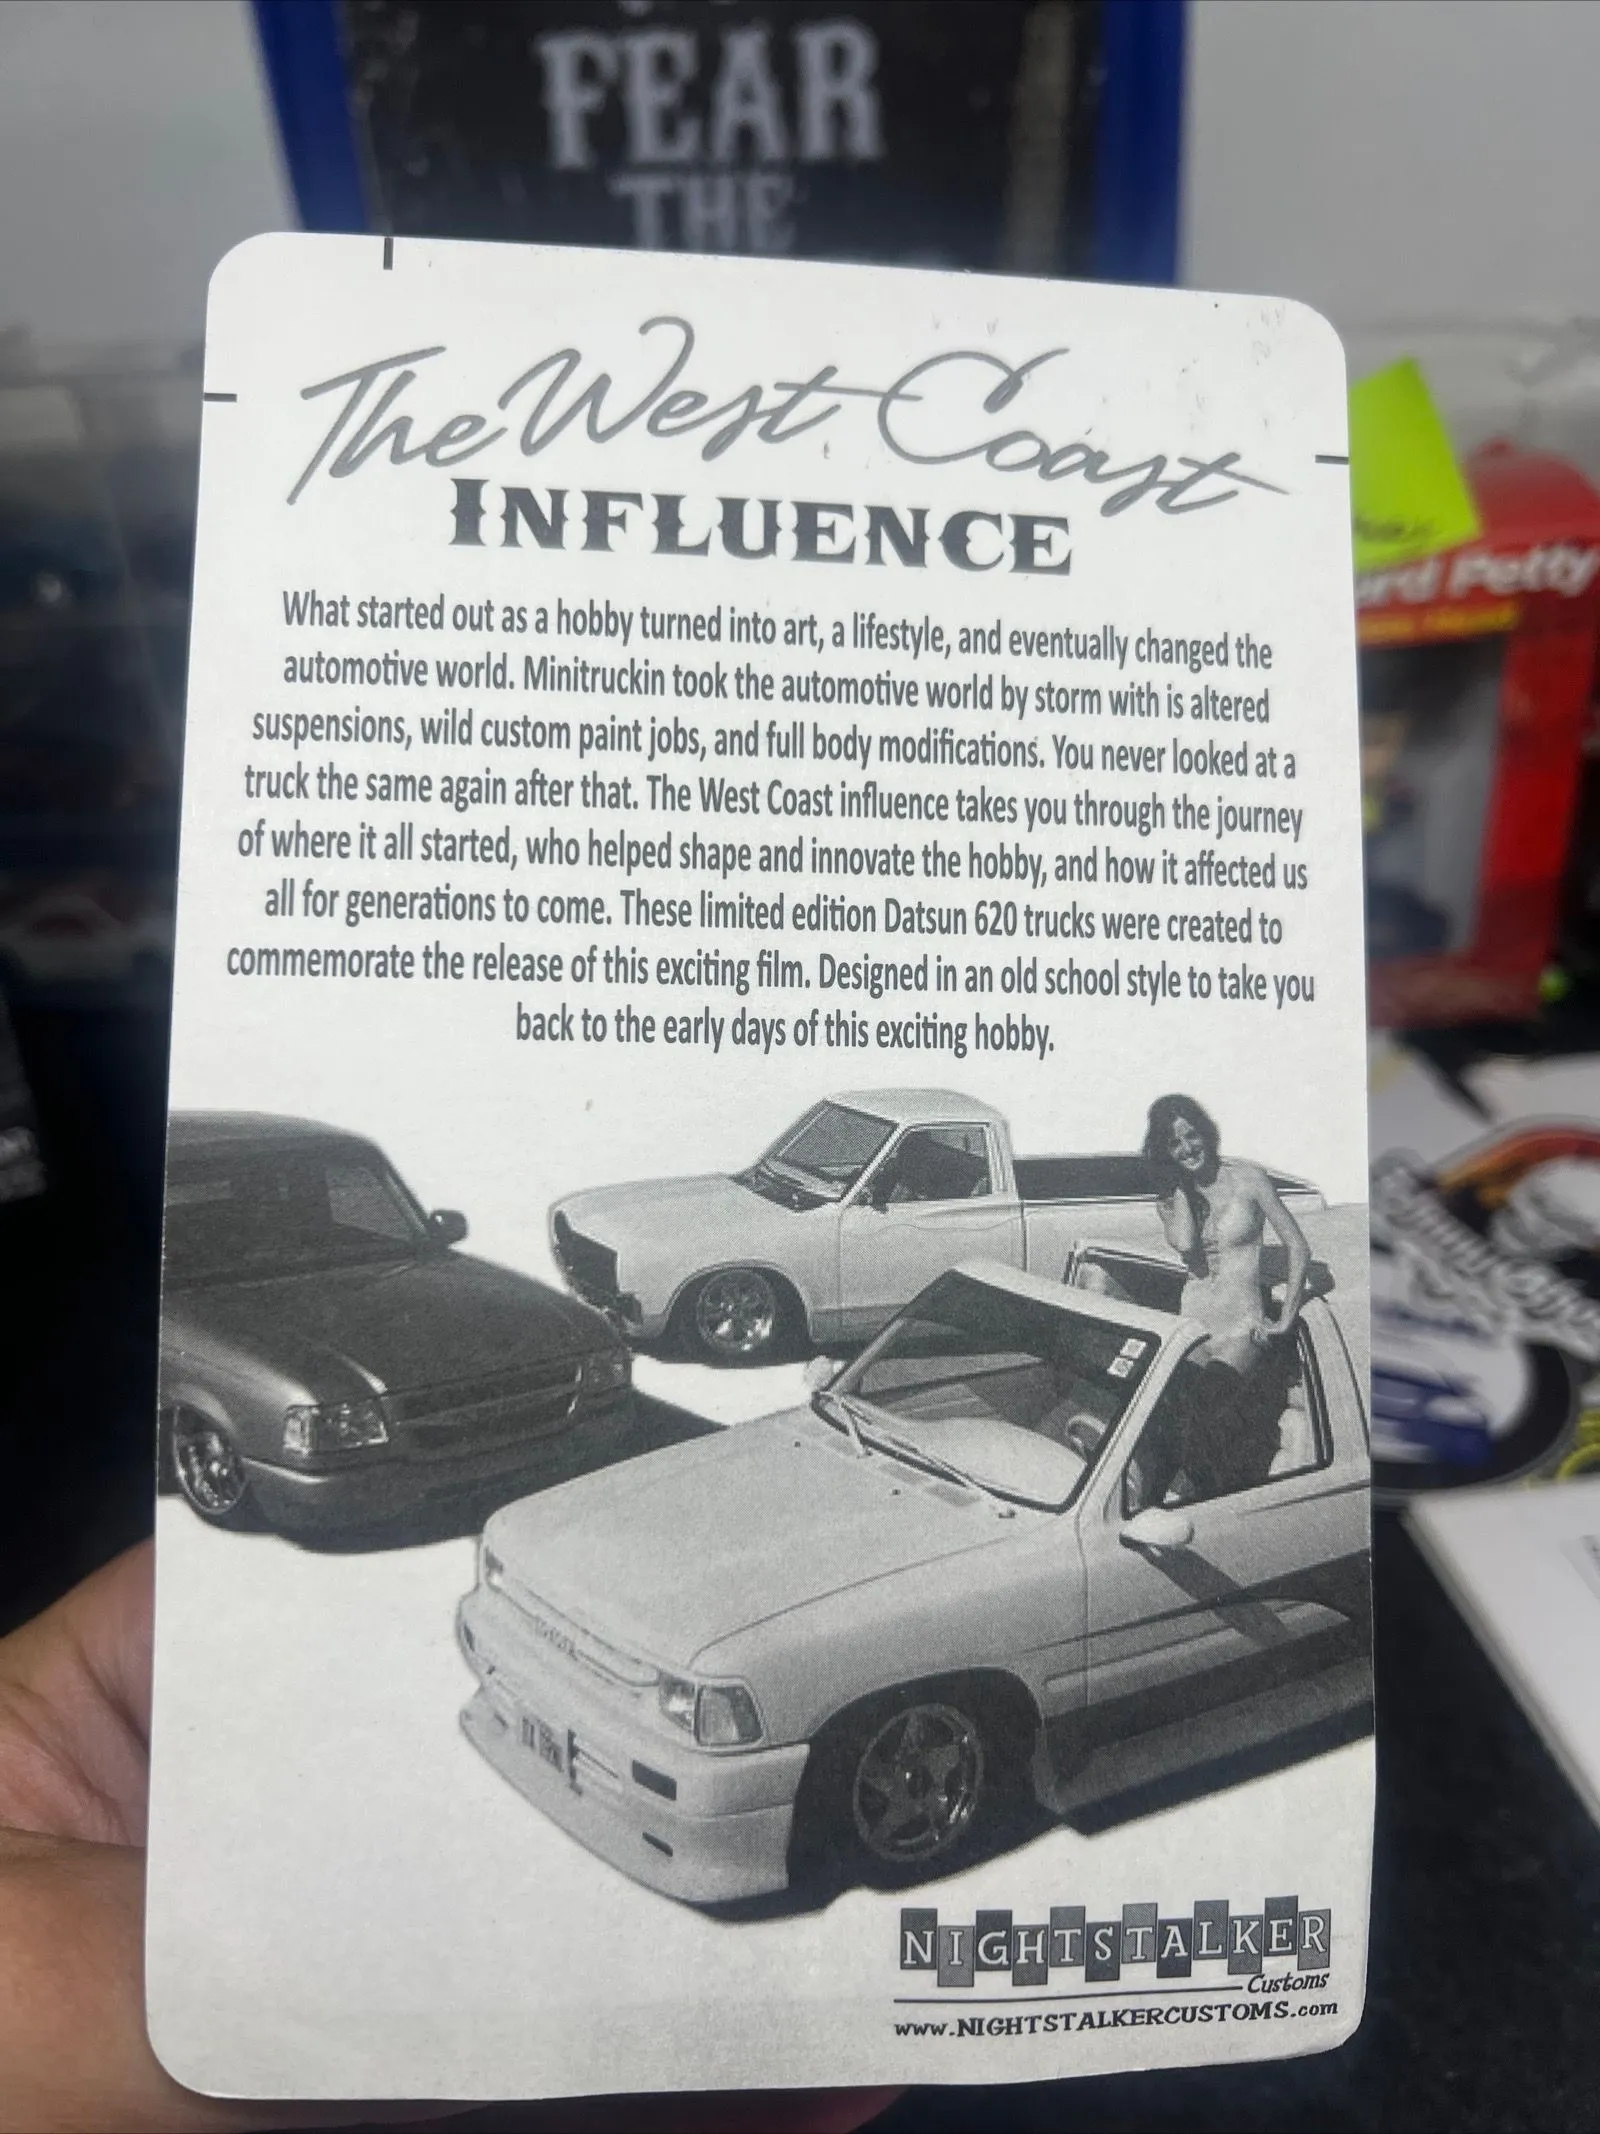 FEAR
THE
The West Coast
INFLUENCE
What started out as a hobby turned into art, a lifestyle, and eventually changed the
automotive world. Minitruckin took the automotive world by storm with is altered
suspensions, wild custom paint jobs, and full body modifications. You never looked at a
truck the same again after that. The West Coast influence takes you through the journey
of where it all started, who helped shape and innovate the hobby, and how it affected us
all for generations to come. These limited edition Datsun 620 trucks were created to
commemorate the release of this exciting film. Designed in an old school style to take you
back to the early days of this exciting hobby.
Petty
NIGHTSTALKER
Customs
www.NIGHTSTALKERCUSTOMS.com